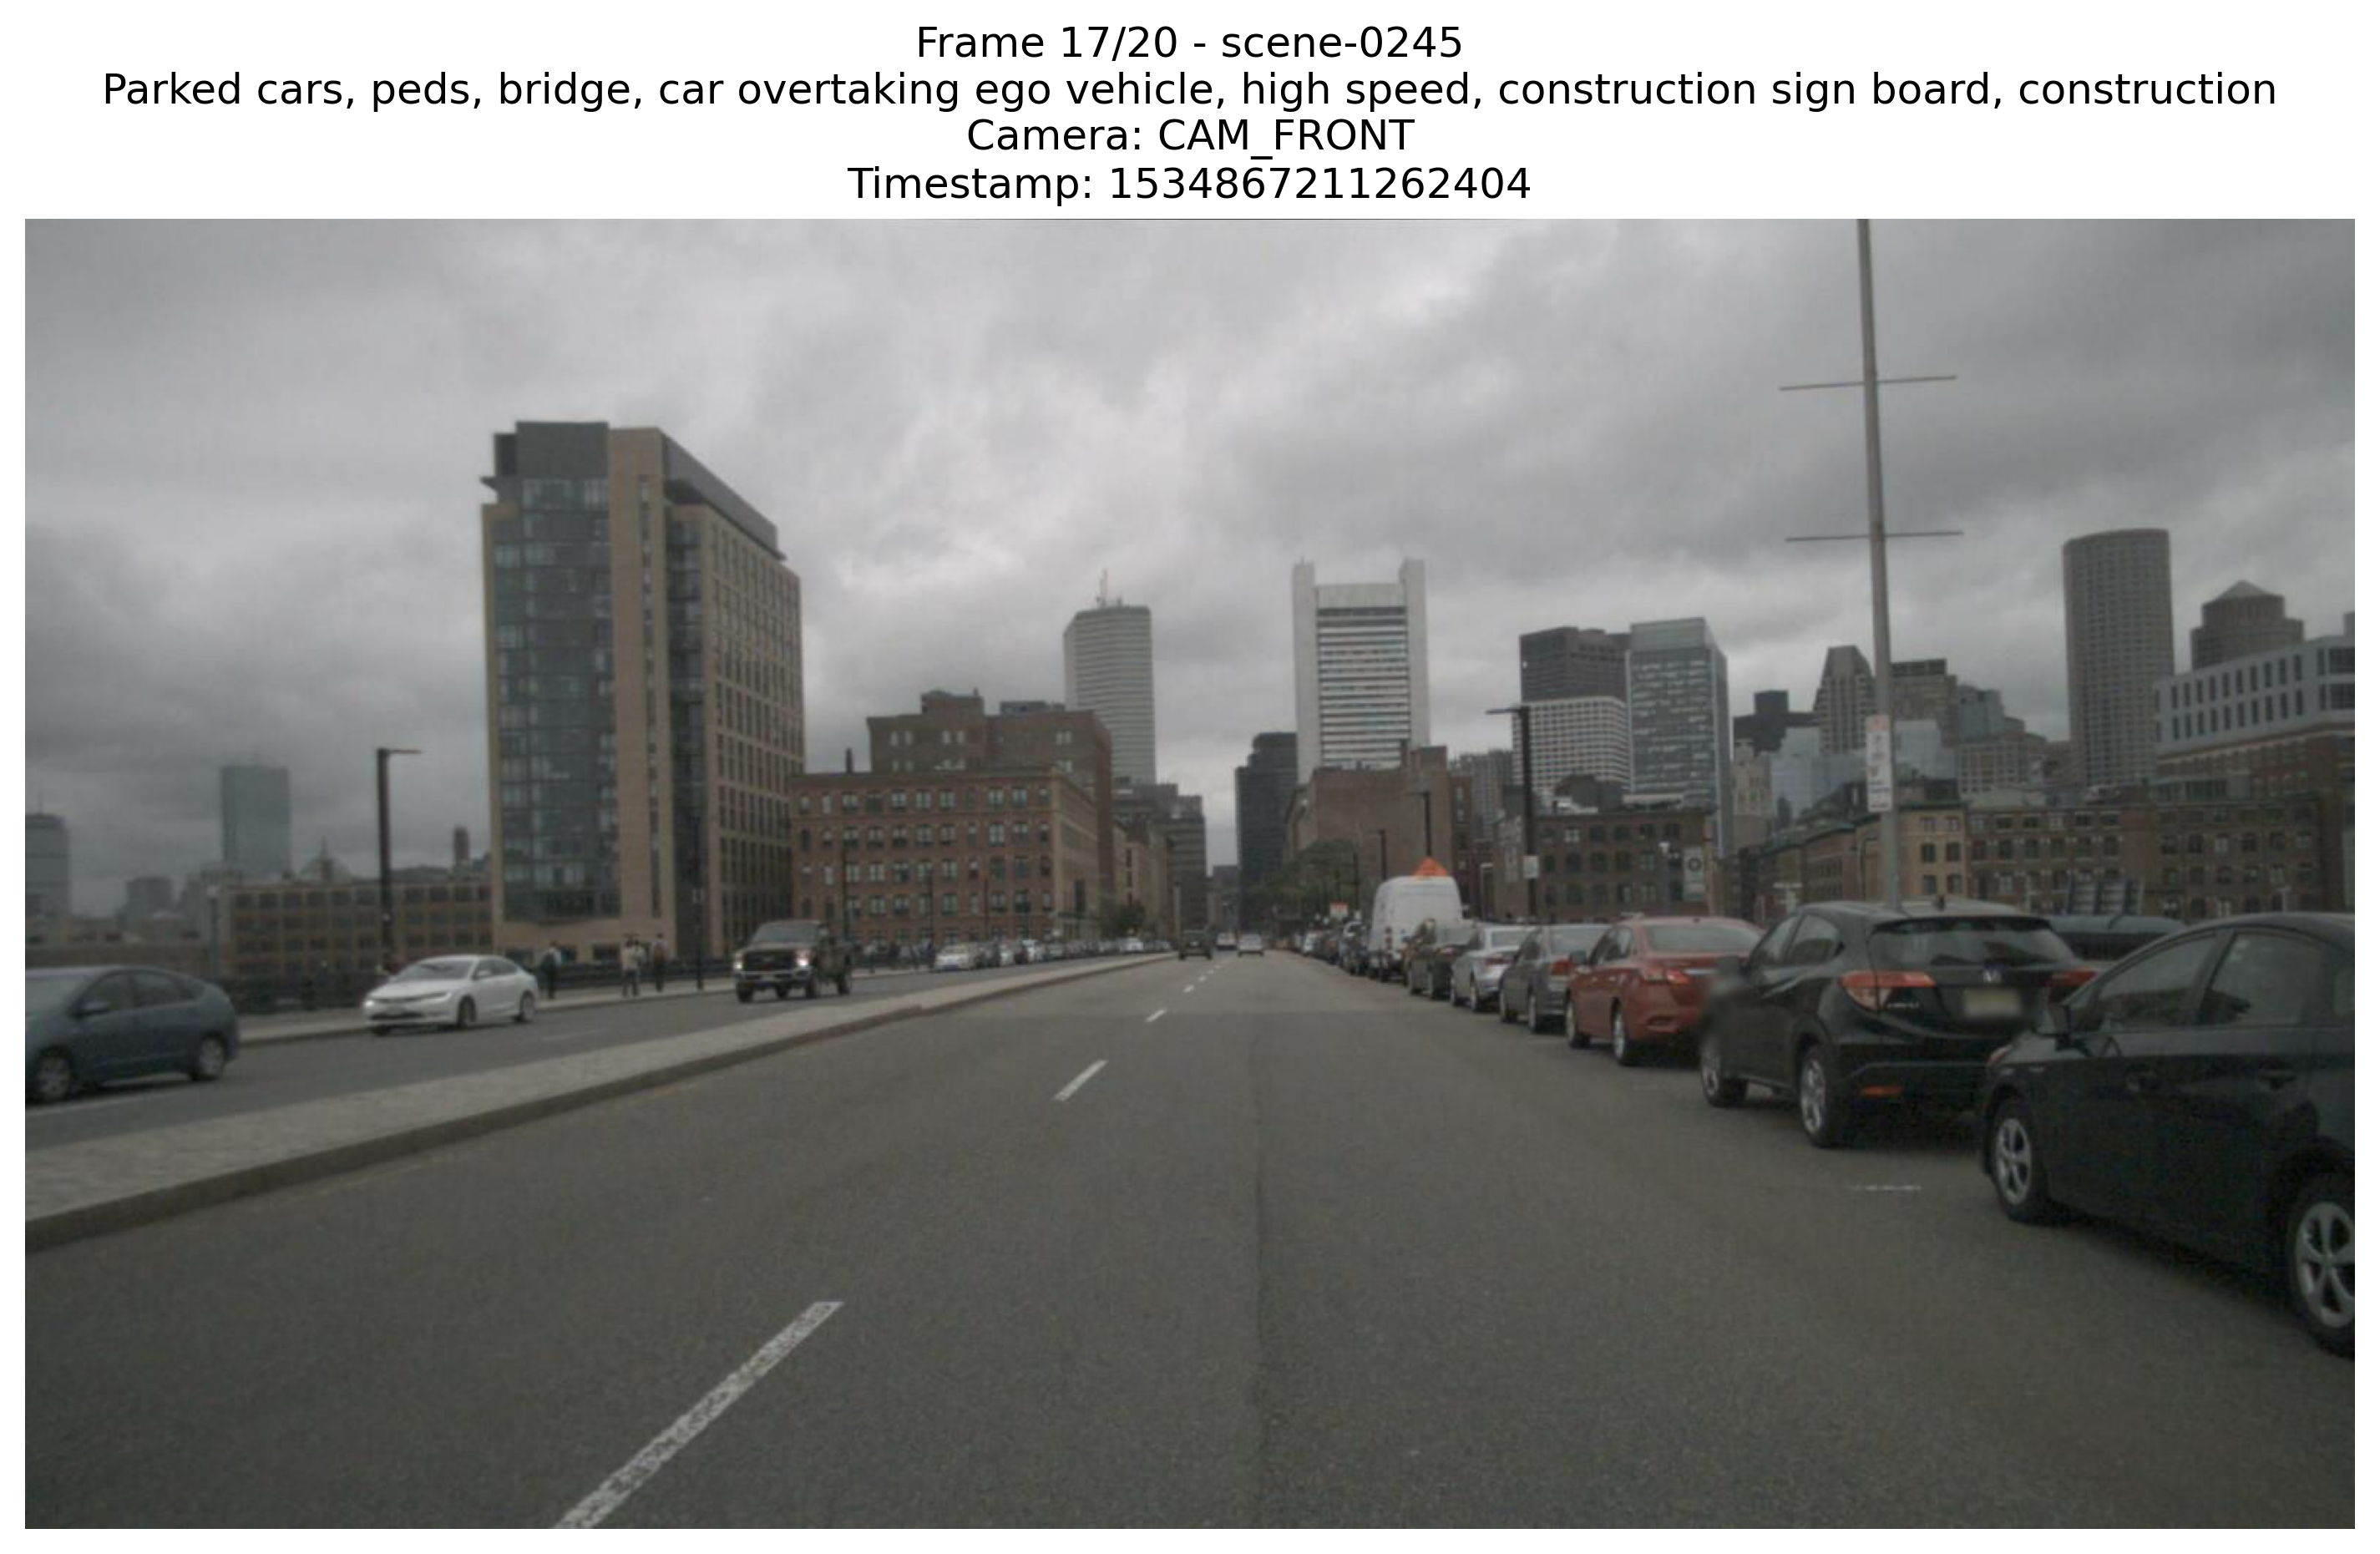 Frame 17/20 - scene-0245
Parked cars, peds, bridge, car overtaking ego vehicle, high speed, construction sign board, construction
Camera: CAM_FRONT
Timestamp: 1534867211262404